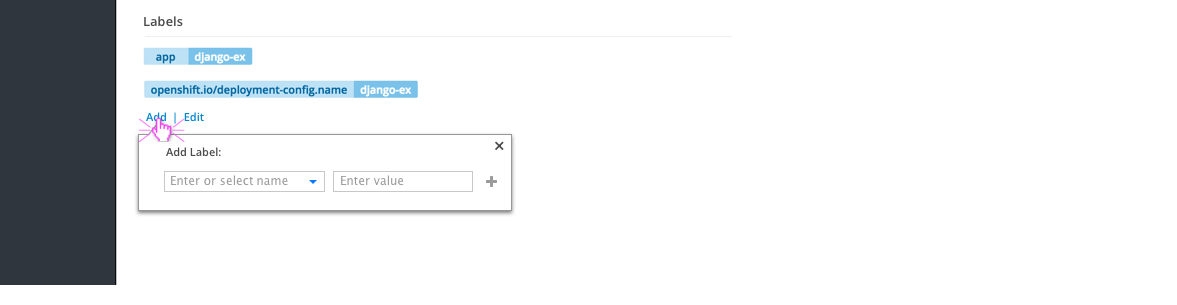 Labels
app django-ex
openshift.io/deployment-config.name django-ex
Add | Edit
Add Label:
Enter or select name Enter value